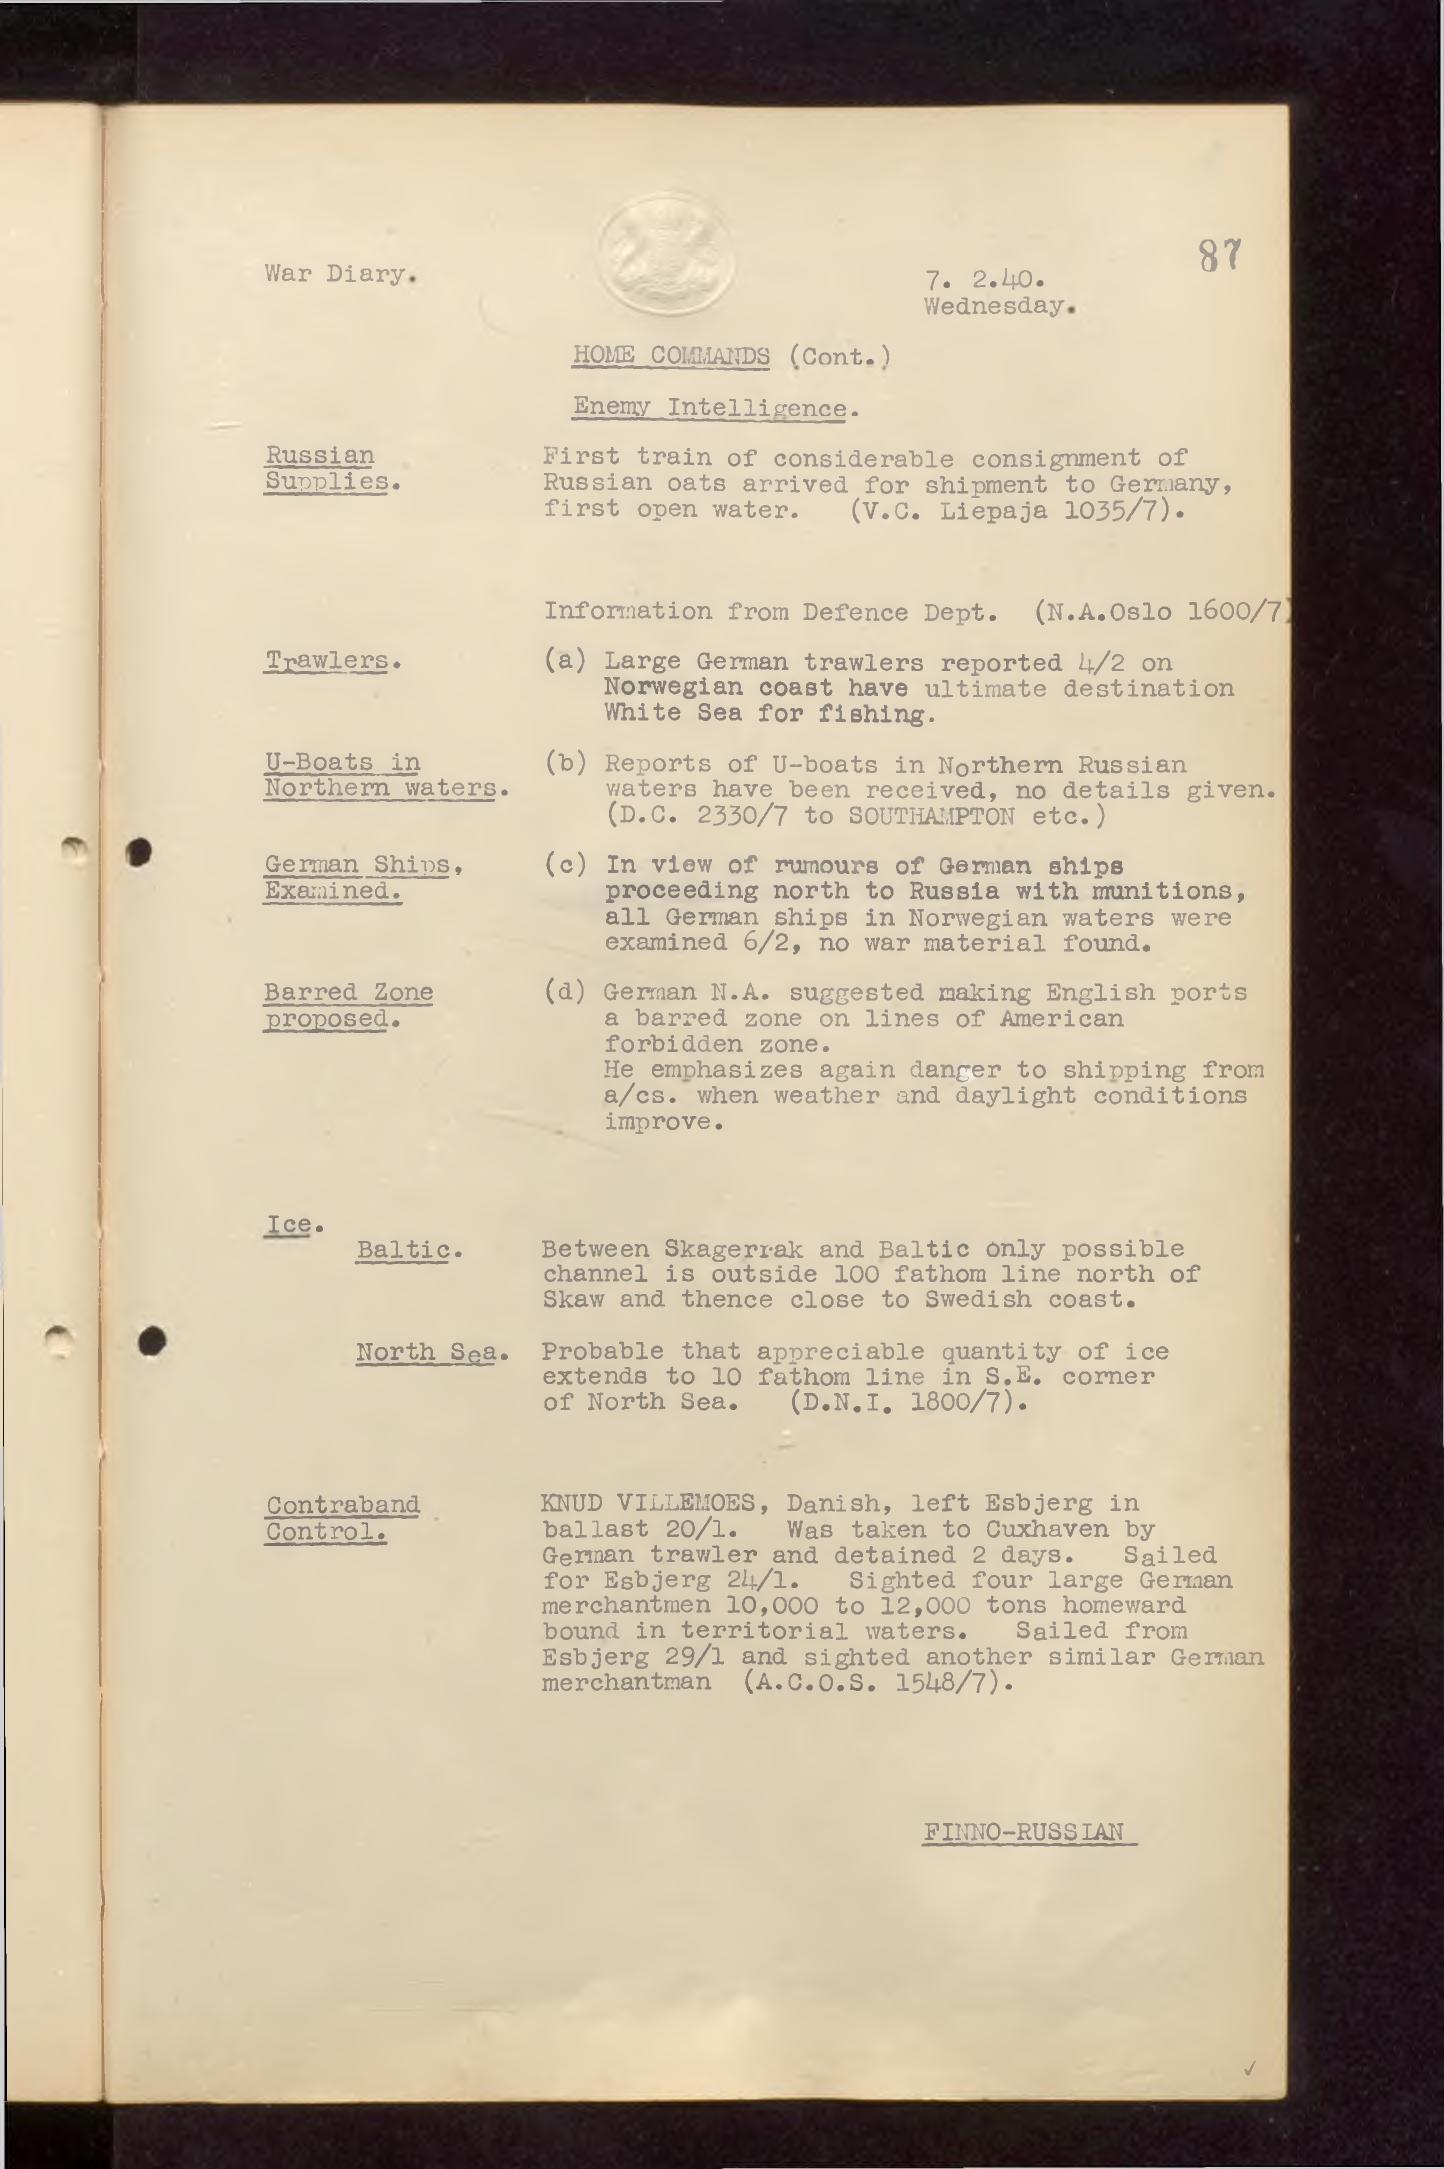 87
War Diary.
7. 2.40.
Wednesday.
HOME COMMANDS (Cont.)
Enemy Intelligence.
Russian
Supplies.
First train of considerable consignment of
Russian oats arrived for shipment to Germany,
first open water. (V.C. Liepaja 1035/7).
Information from Defence Dept. (N.A.Oslo 1600/7)
Trawlers.
(a) Large German trawlers reported 4/2 on
Norwegian coast have ultimate destination
White Sea for fishing.
U-Boats in
Northern waters.
(b) Reports of U-boats in Northern Russian
waters have been received, no details given.
(D.C. 2330/7 to SOUTHAMPTON etc.)
German Ships,
Examined.
(c) In view of rumours of German ships
proceeding north to Russia with munitions,
all German ships in Norwegian waters were
examined 6/2, no war material found.
Barred Zone
proposed.
(d) German N.A. suggested making English ports
a barred zone on lines of American
forbidden zone.
He emphasizes again danger to shipping from
a/cs. when weather and daylight conditions
improve.
Ice.
Baltic.
Between Skagerrak and Baltic only possible
channel is outside 100 fathom line north of
Skaw and thence close to Swedish coast.
North Sea.
Probable that appreciable quantity of ice
extends to 10 fathom line in S.E. corner
of North Sea. (D.N.I. 1800/7).
Contraband
Control.
KNUD VILLEMOES, Danish, left Esbjerg in
ballast 20/1. Was taken to Cuxhaven by
German trawler and detained 2 days. Sailed
for Esbjerg 24/1. Sighted four large German
merchantmen 10,000 to 12,000 tons homeward
bound in territorial waters. Sailed from
Esbjerg 29/1 and sighted another similar German
merchantman (A.C.O.S. 1548/7).
FINNO-RUSSIAN